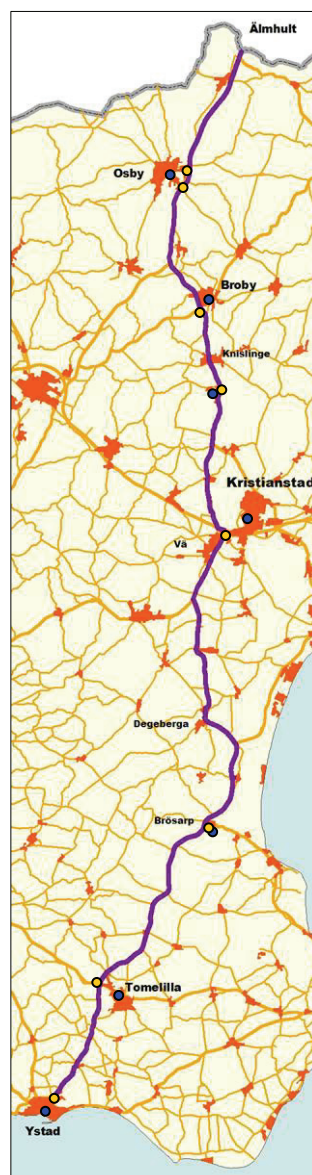 Älmhult
Osby
Broby
Knislinge
Kristianstad
Vä
Degeberga
Brösarp
Tomelilla
Ystad